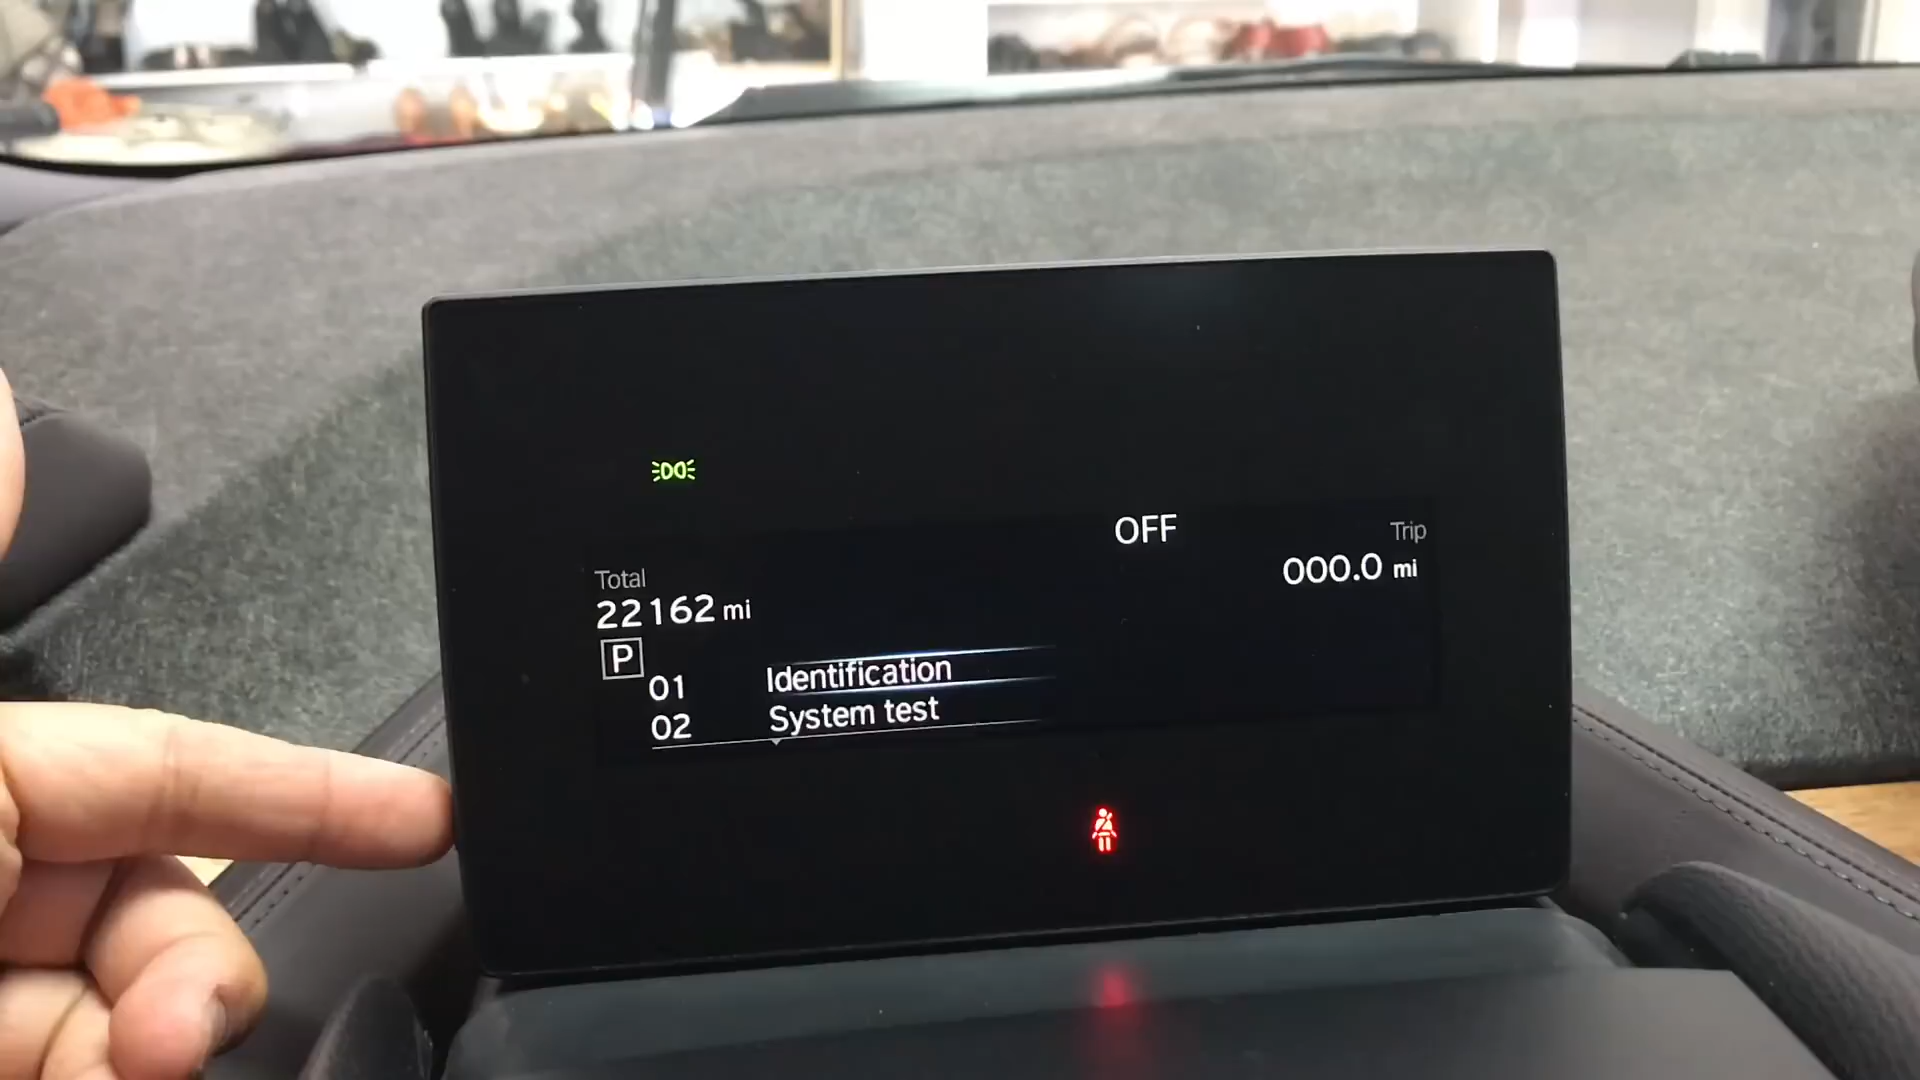 OFF
Trip
000.0 mi
Total
22162 mi
P
01 Identification
02 System test